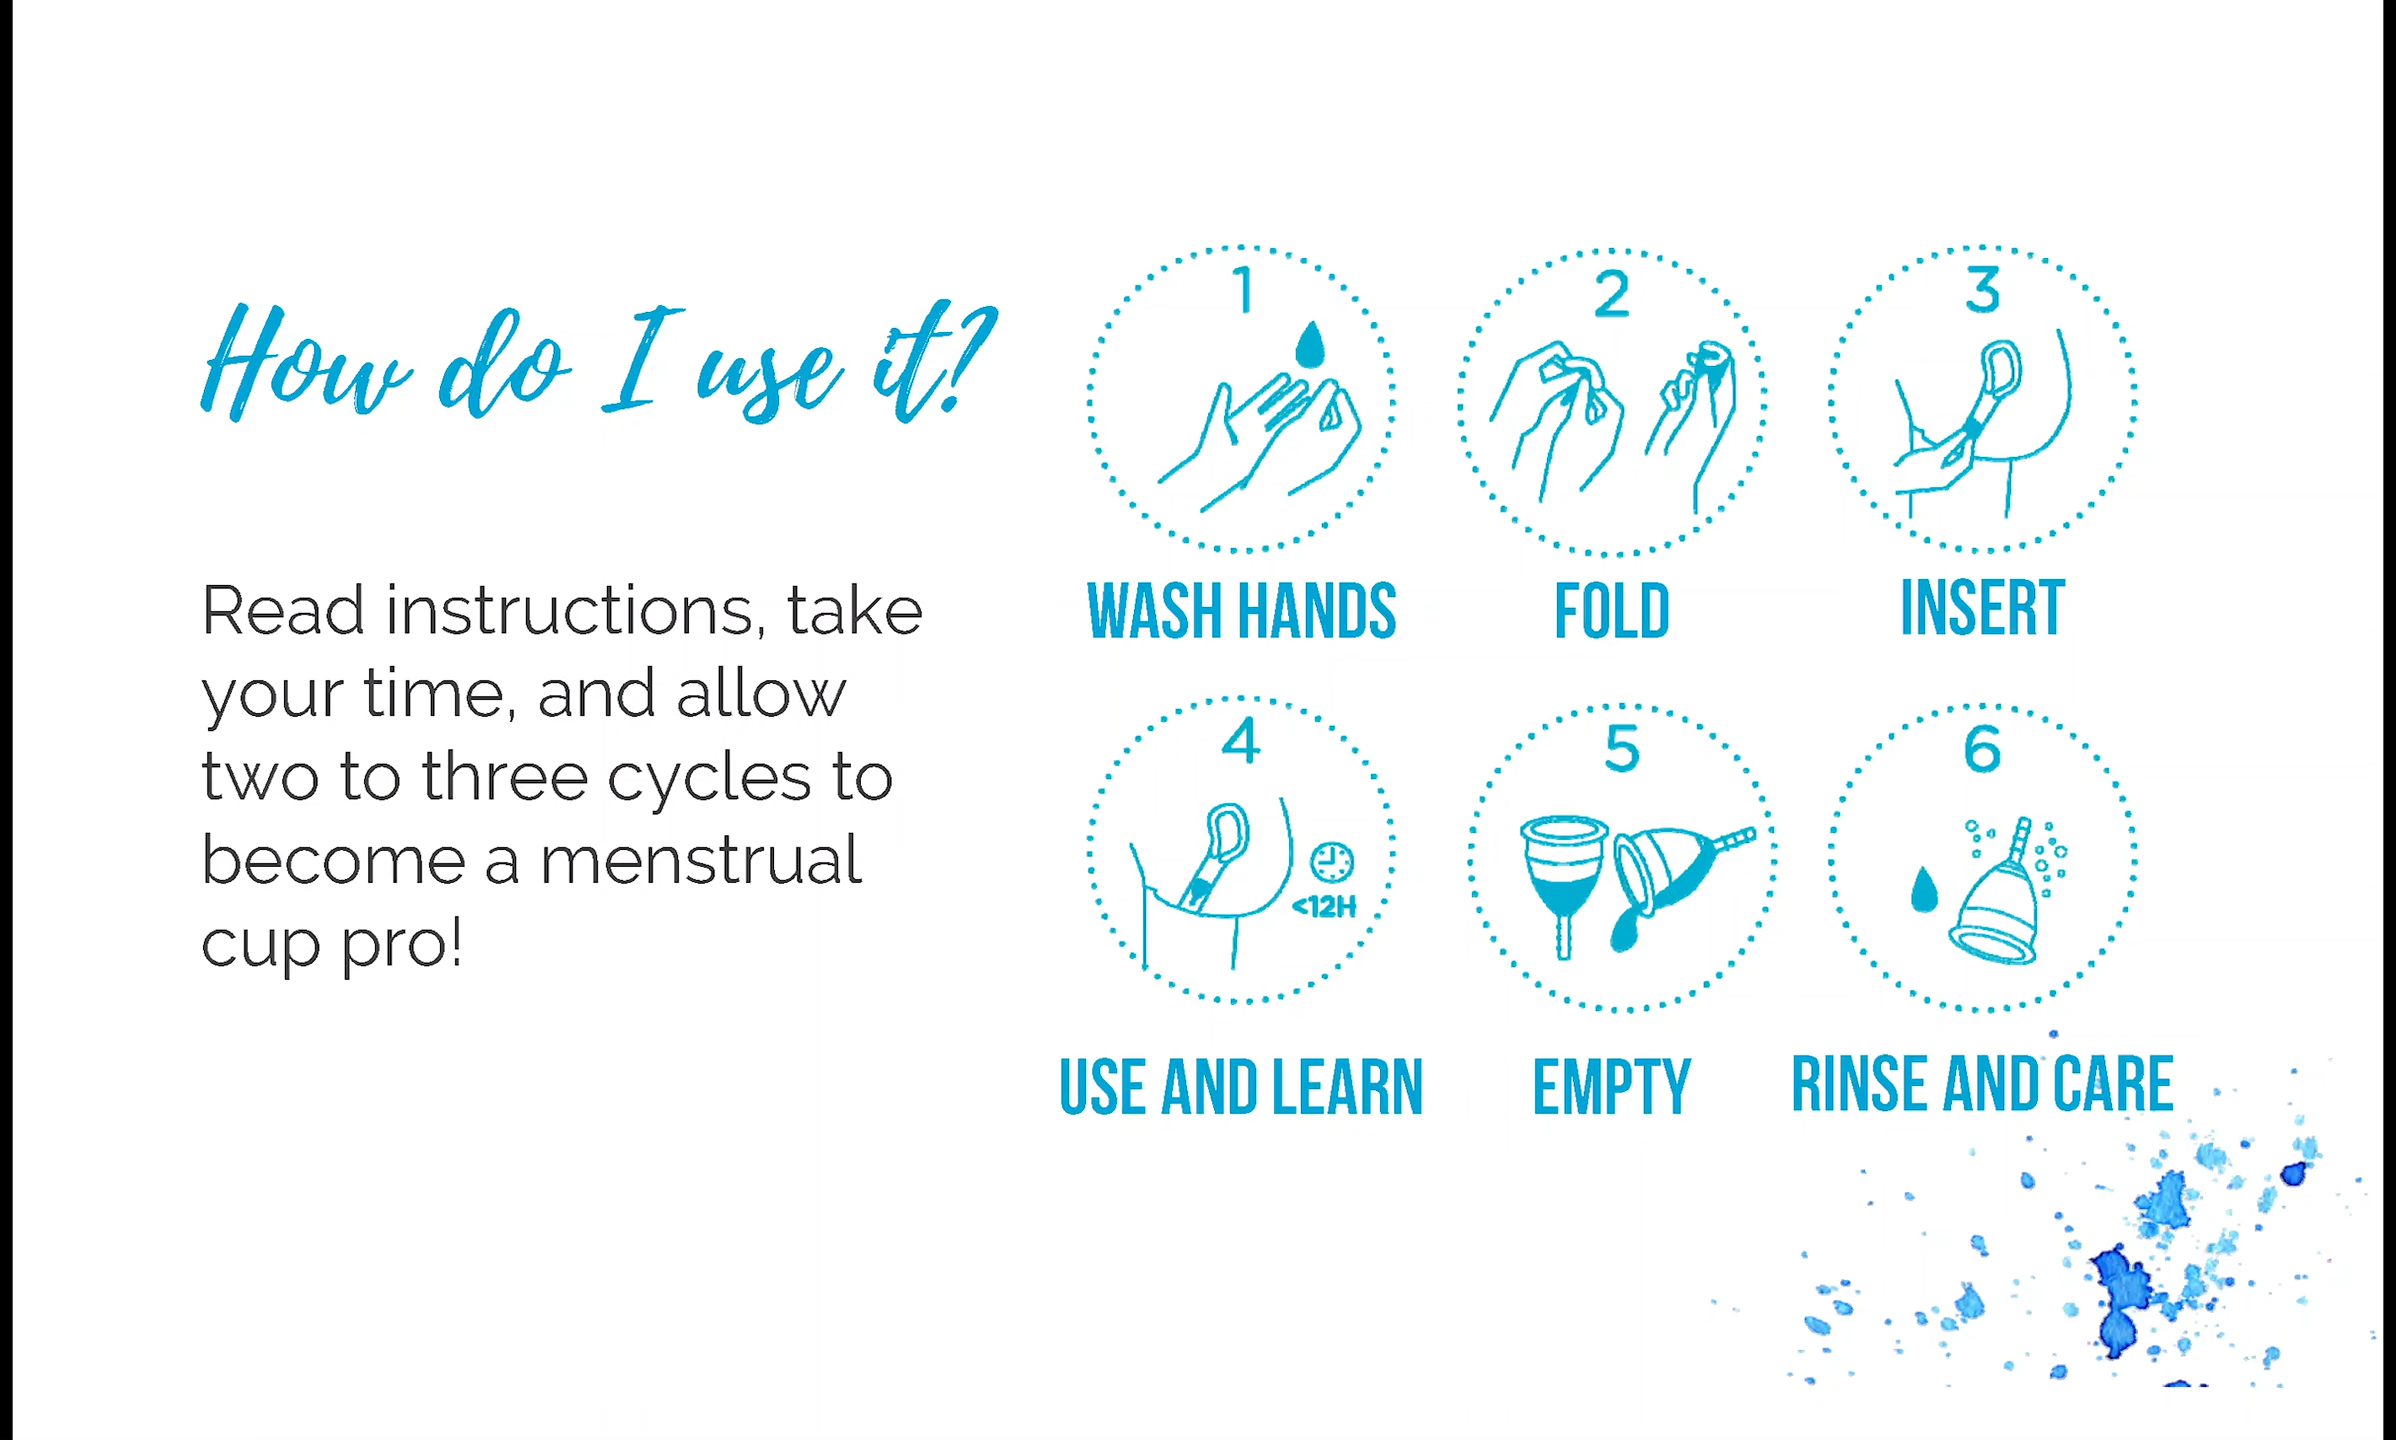 How do I use it?
Read instructions, take
your time, and allow
two to three cycles to
become a menstrual
cup pro!
1
WASH HANDS
2
FOLD
3
INSERT
4
<12H
USE AND LEARN
5
EMPTY
6
RINSE AND CARE